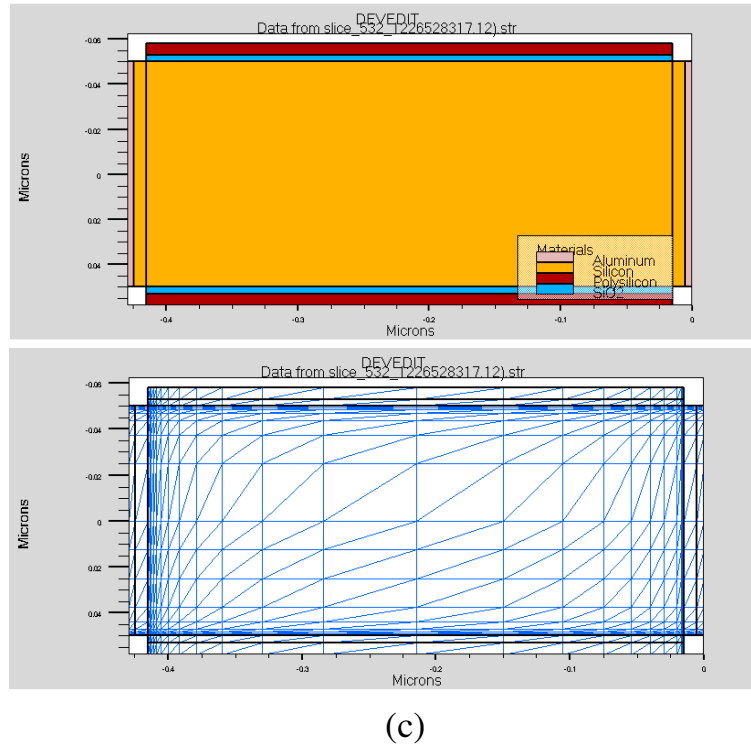 DEVEDIT
Data from slice_532_1226528317.12).str
-0.06
-0.04
-0.02
0
0.02
0.04
Microns
Materials
Aluminum
Silicon
Polysilicon
SiO2
-0.4
-0.3
-0.2
-0.1
0
Microns
DEVEDIT
Data from slice_532_1226528317.12).str
-0.06
-0.04
-0.02
0
0.02
0.04
Microns
-0.4
-0.3
-0.2
-0.1
0
Microns
(c)